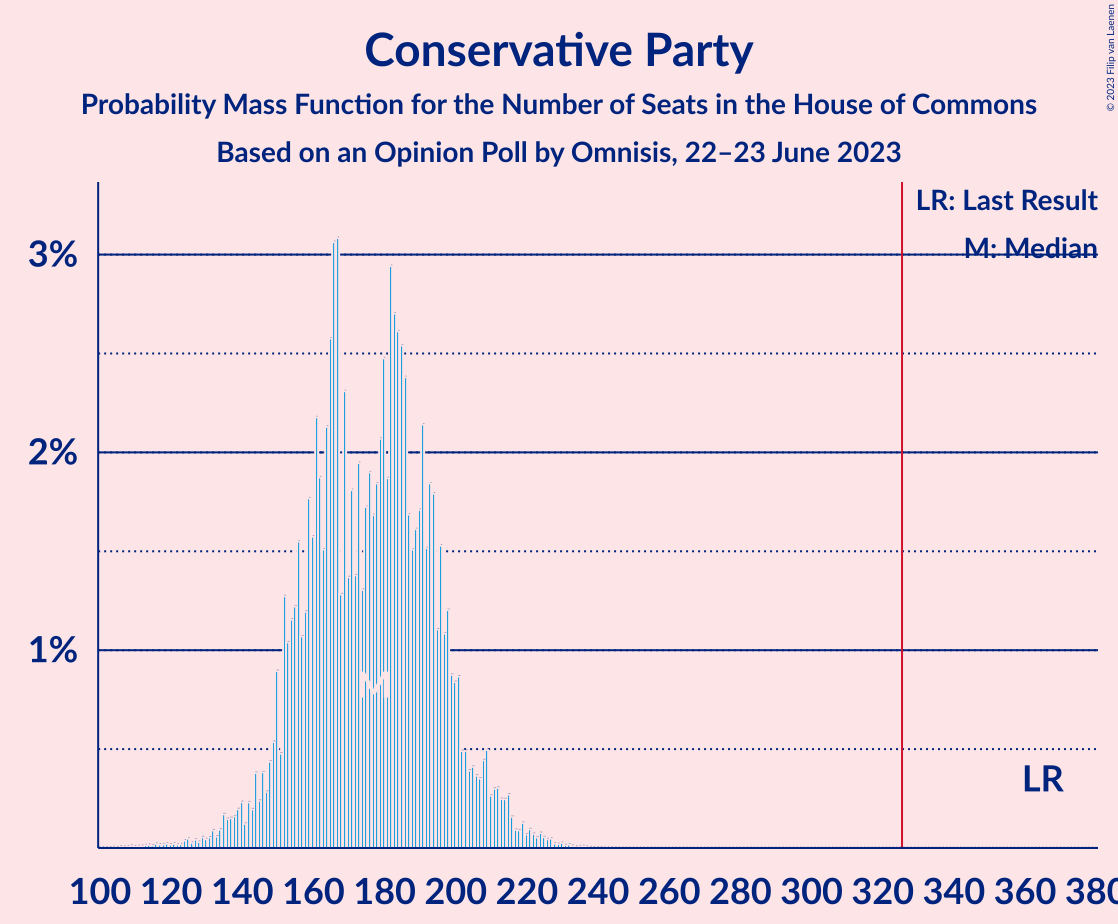 Conservative Party
Probability Mass Function for the Number of Seats in the House of Commons
Based on an Opinion Poll by Omnisis, 22–23 June 2023
© 2023 Filip van Laenen
LR: Last Result
M: Median
3%
2%
1%
M
LR
100 120 140 160 180 200 220 240 260 280 300 320 340 360 380